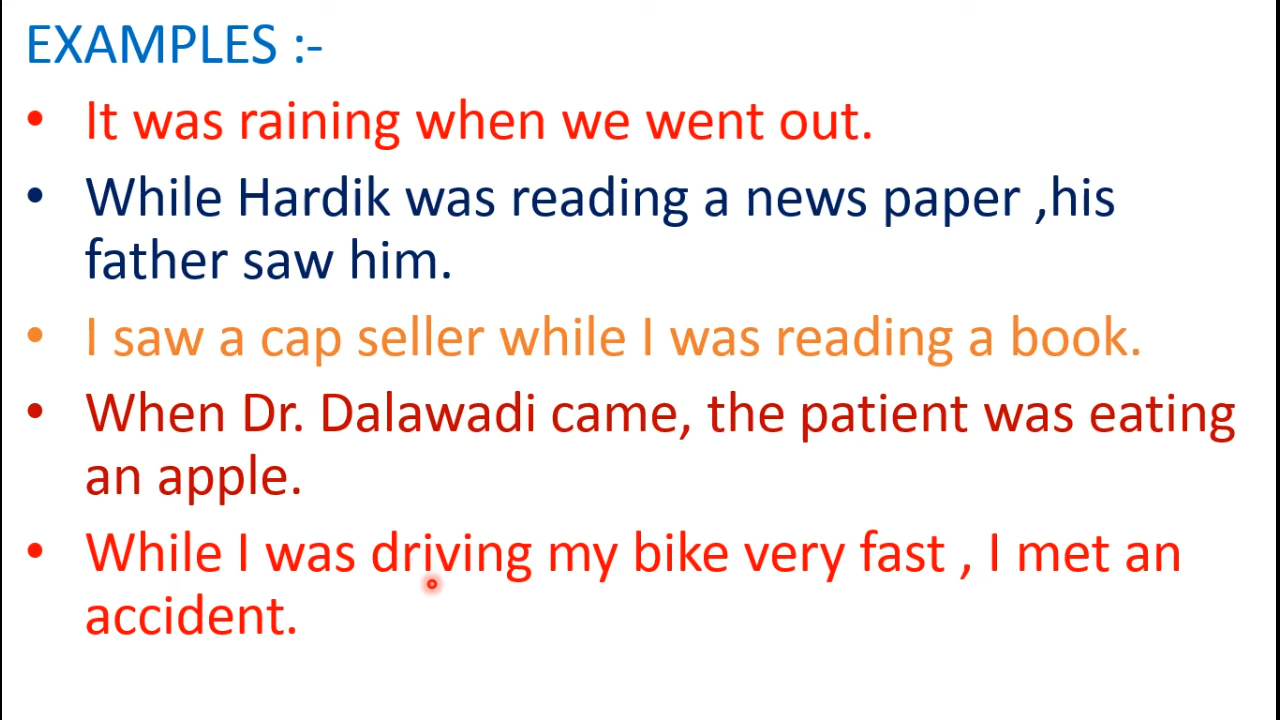 EXAMPLES :-
• It was raining when we went out.
• While Hardik was reading a news paper ,his
father saw him.
• I saw a cap seller while I was reading a book.
• When Dr. Dalawadi came, the patient was eating
an apple.
• While I was driving my bike very fast , I met an
accident.